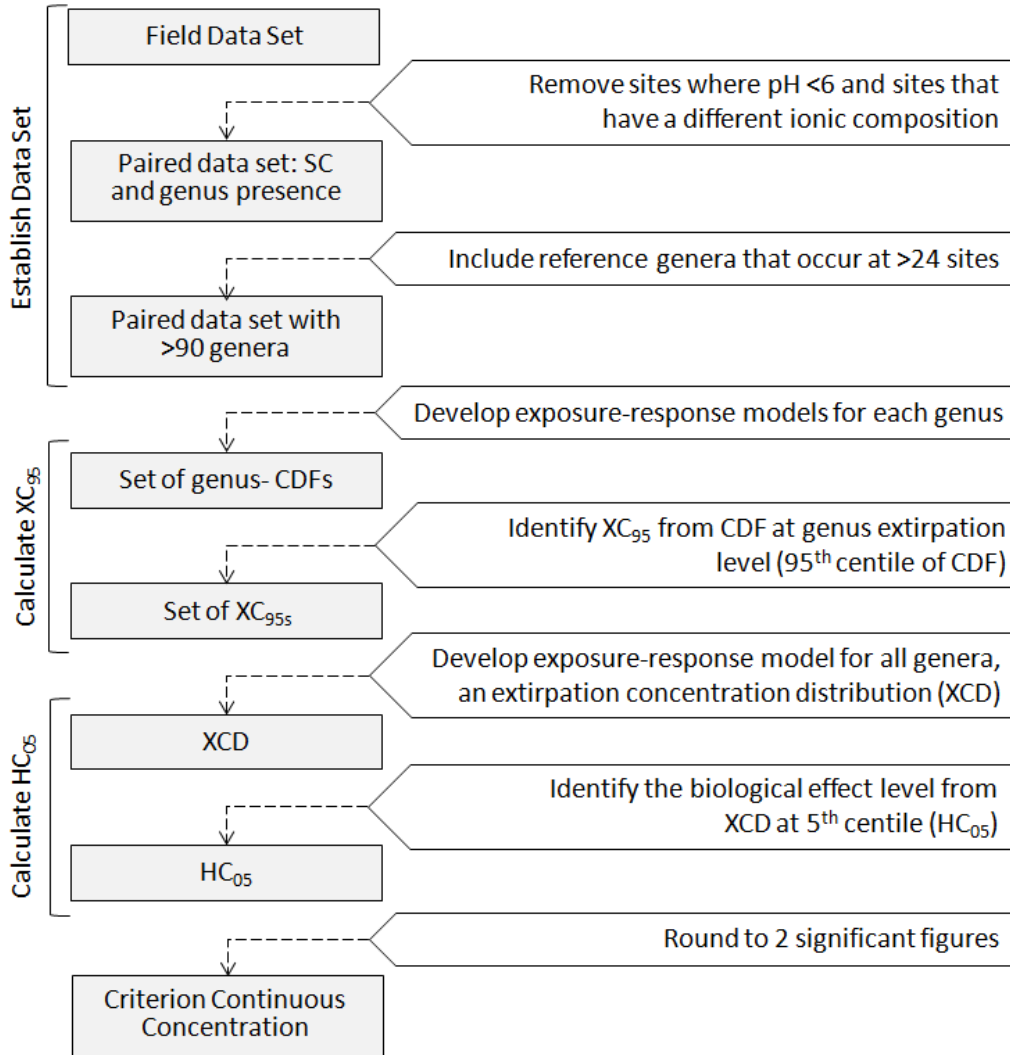 Field Data Set
Remove sites where pH <6 and sites that
have a different ionic composition
Paired data set: SC
and genus presence
Include reference genera that occur at >24 sites
Paired data set with
>90 genera
Establish Data Set
Develop exposure-response models for each genus
Set of genus- CDFs
Identify XC₉₅ from CDF at genus extirpation
level (95ᵗʰ centile of CDF)
Set of XC₉₅ₛ
Calculate XC₉₅
Develop exposure-response model for all genera,
an extirpation concentration distribution (XCD)
XCD
Identify the biological effect level from
XCD at 5ᵗʰ centile (HC₀₅)
HC₀₅
Calculate HC₀₅
Round to 2 significant figures
Criterion Continuous
Concentration